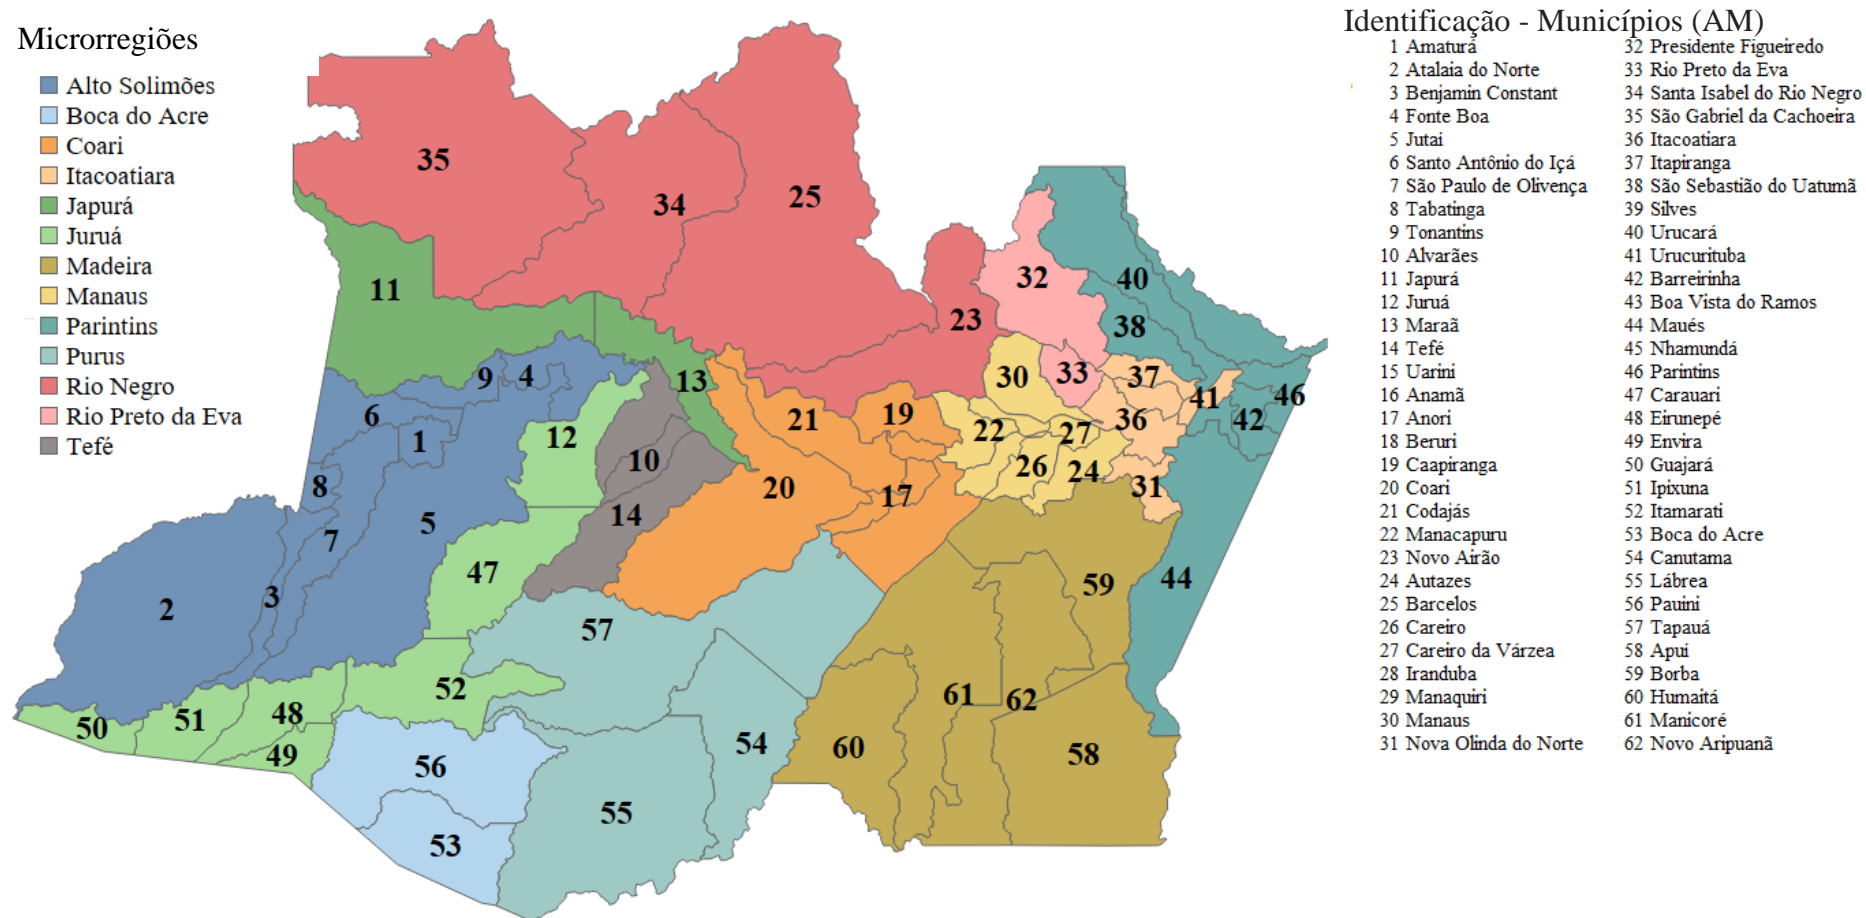 Microrregiões
Alto Solimões
Boca do Acre
Coari
Itacoatiara
Japurá
Juruá
Madeira
Manaus
Parintins
Purus
Rio Negro
Rio Preto da Eva
Tefé
35
34
25
11
23
32
40
38
9
4
13
30
33
37
46
6
1
12
21
19
22
27
36
41
42
10
8
20
17
26
24
31
7
5
14
2
3
47
57
59
44
52
61
62
50
51
48
49
56
54
60
58
55
53
Identificação - Municípios (AM)
1 Amaturá
2 Atalaia do Norte
3 Benjamin Constant
4 Fonte Boa
5 Jutaí
6 Santo Antônio do Içá
7 São Paulo de Olivença
8 Tabatinga
9 Tonantins
10 Alvarães
11 Japurá
12 Juruá
13 Maraã
14 Tefé
15 Uarini
16 Anamã
17 Anori
18 Beruri
19 Caapiranga
20 Coari
21 Codajás
22 Manacapuru
23 Novo Airão
24 Autazes
25 Barcelos
26 Careiro
27 Careiro da Várzea
28 Iranduba
29 Manaquiri
30 Manaus
31 Nova Olinda do Norte
32 Presidente Figueiredo
33 Rio Preto da Eva
34 Santa Isabel do Rio Negro
35 São Gabriel da Cachoeira
36 Itacoatiara
37 Itapiranga
38 São Sebastião do Uatumã
39 Silves
40 Urucará
41 Urucurituba
42 Barreirinha
43 Boa Vista do Ramos
44 Maués
45 Nhamundá
46 Parintins
47 Carauari
48 Eirunepé
49 Envira
50 Guajará
51 Ipixuna
52 Itamarati
53 Boca do Acre
54 Canutama
55 Lábrea
56 Pauini
57 Tapauá
58 Apui
59 Borba
60 Humaitá
61 Manicoré
62 Novo Aripuanã